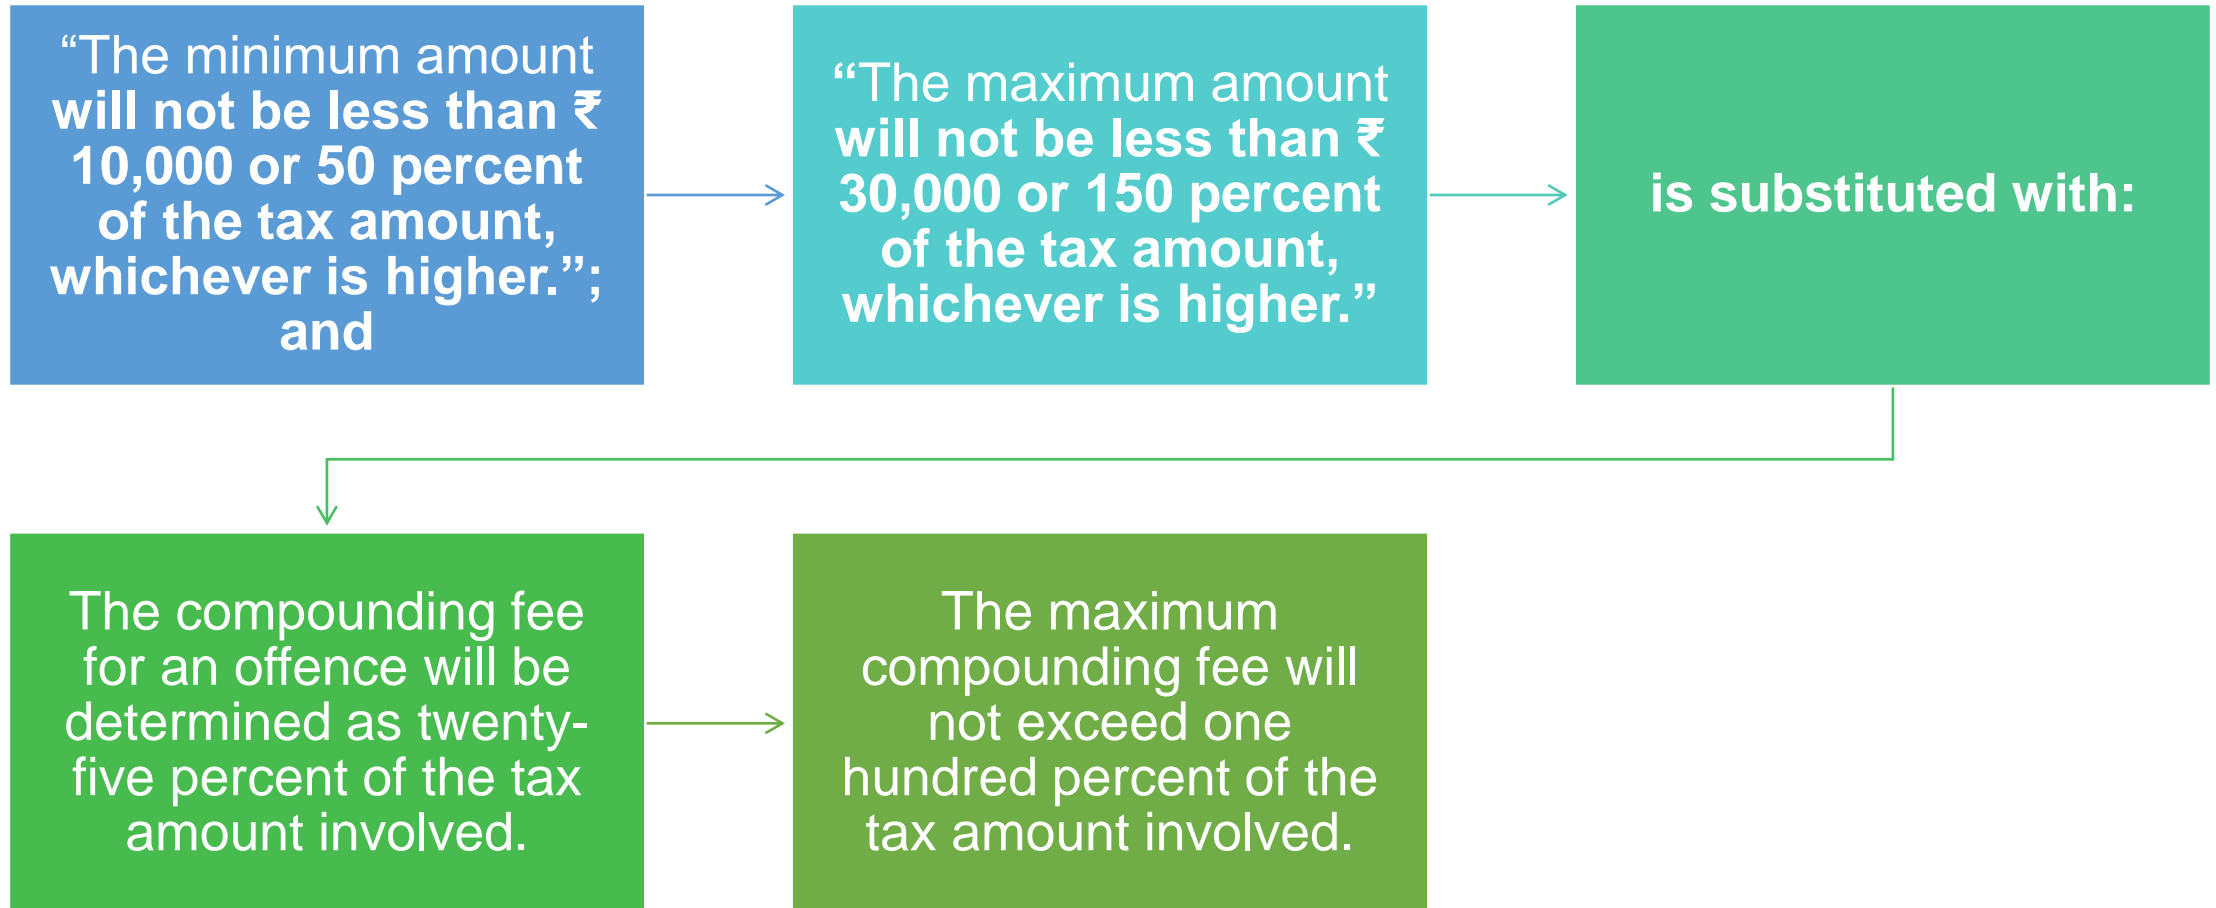 “The minimum amount
will not be less than ₹
10,000 or 50 percent
of the tax amount,
whichever is higher.”;
and
“The maximum amount
will not be less than ₹
30,000 or 150 percent
of the tax amount,
whichever is higher.”
is substituted with:
The compounding fee
for an offence will be
determined as twenty-
five percent of the tax
amount involved.
The maximum
compounding fee will
not exceed one
hundred percent of the
tax amount involved.